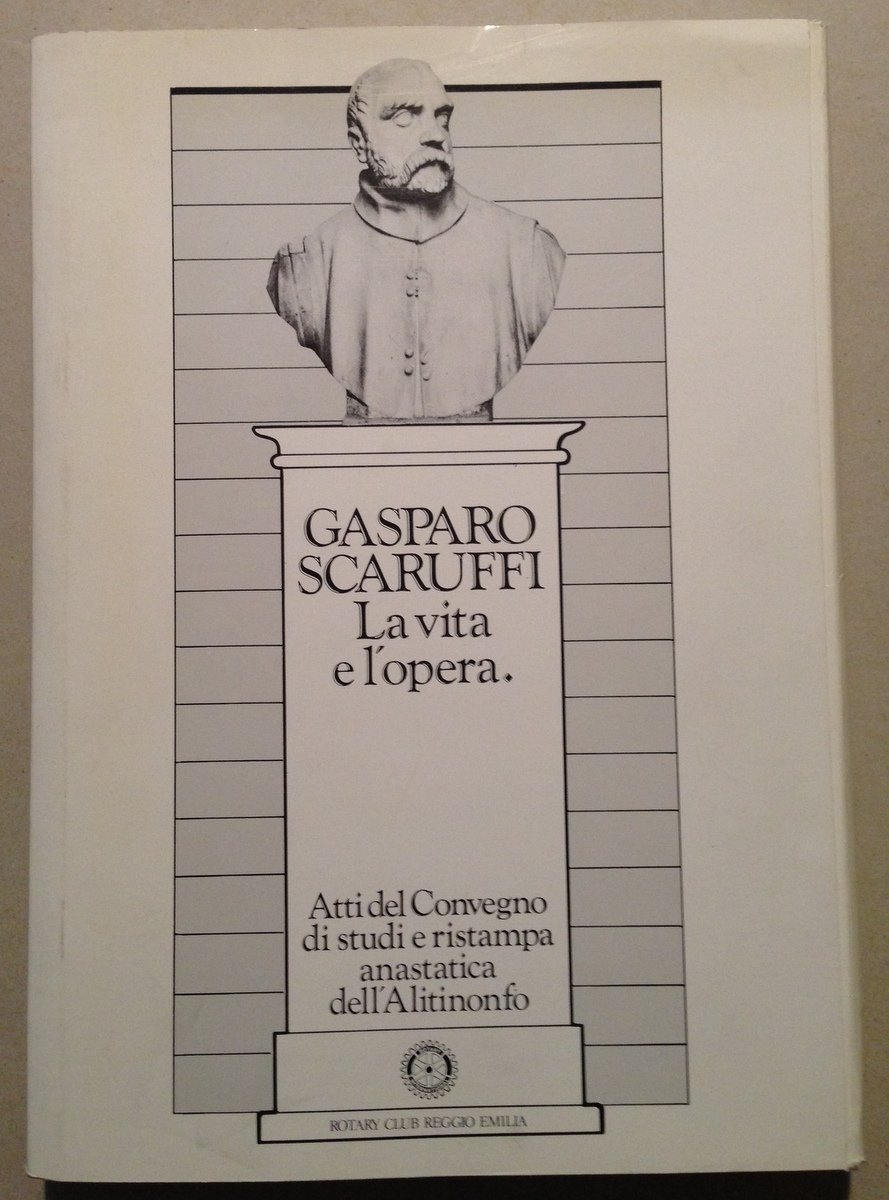 GASPARO
SCARUFFI
La vita
e l'opera.
Atti del Convegno
di studi e ristampa
anastatica
dell'Alitinonfo
ROTARY CLUB REGGIO EMILIA